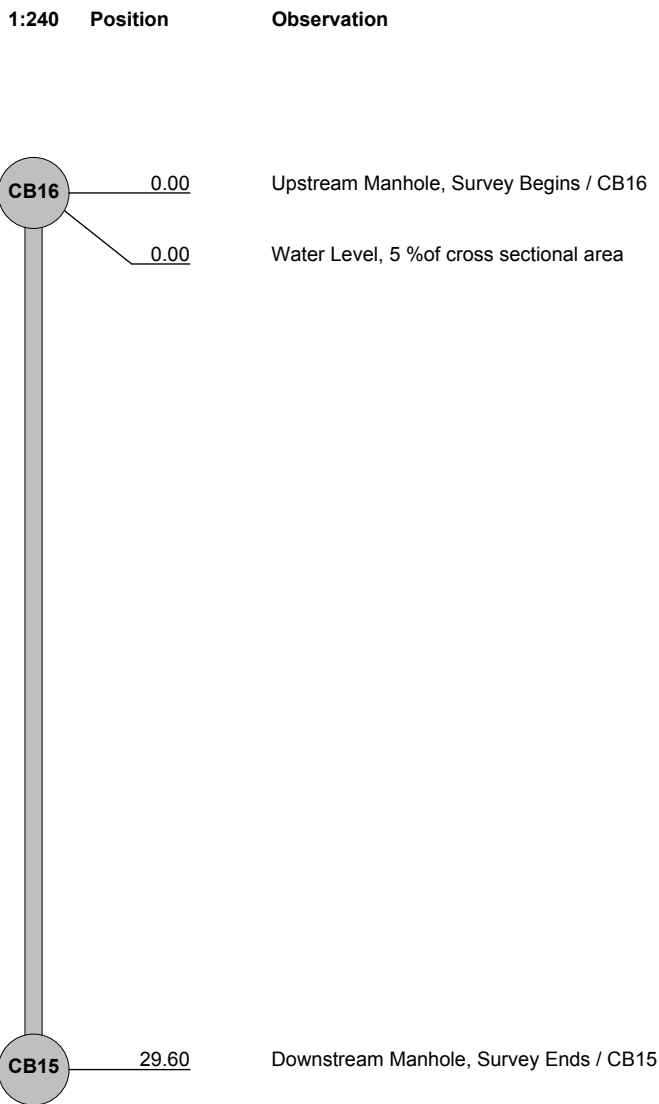 1:240 Position Observation
CB16 0.00 Upstream Manhole, Survey Begins / CB16
0.00 Water Level, 5 %of cross sectional area
CB15 29.60 Downstream Manhole, Survey Ends / CB15